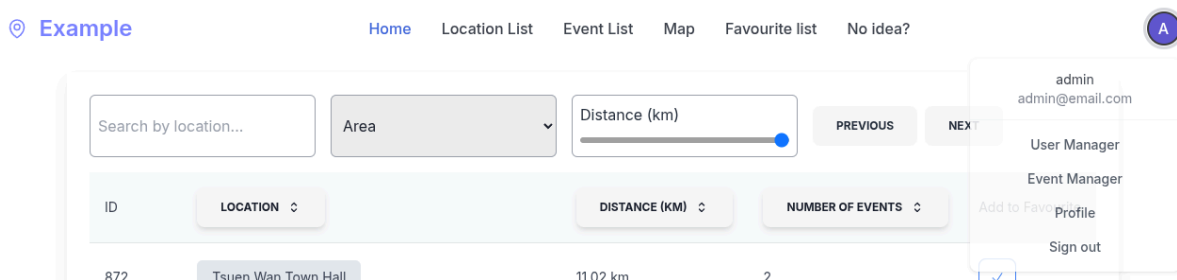 Example
Home Location List Event List Map Favourite list No idea?
A
admin
admin@email.com
Search by location...
Area
Distance (km)
PREVIOUS NEXT
User Manager
Event Manager
Profile
Sign out
ID LOCATION DISTANCE (KM) NUMBER OF EVENTS Add to Favourite
872 Tsuen Wan Town Hall 11.02 km 2